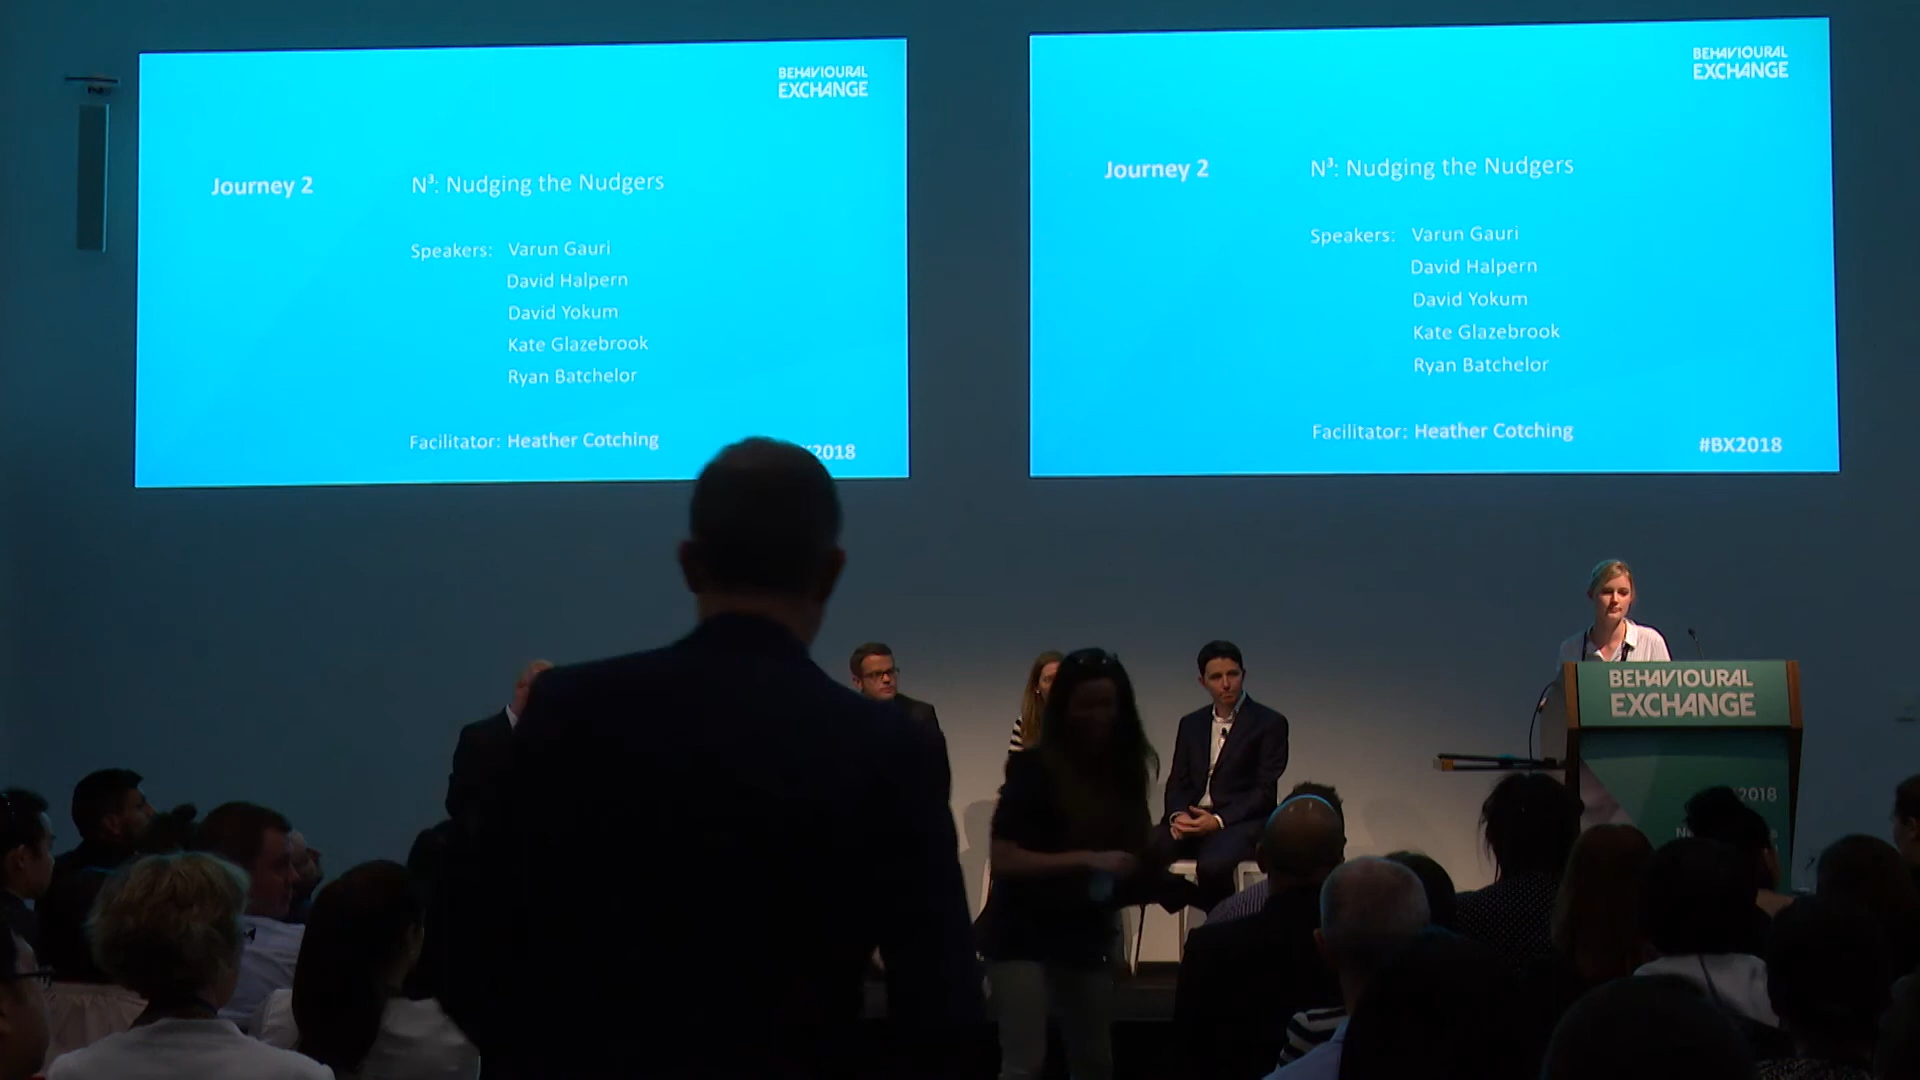 BEHAVIOURAL
EXCHANGE
Journey 2
N³: Nudging the Nudgers
Speakers: Varun Gauri
David Halpern
David Yokum
Kate Glazebrook
Ryan Batchelor
Facilitator: Heather Cotching
2018
BEHAVIOURAL
EXCHANGE
Journey 2
N³: Nudging the Nudgers
Speakers: Varun Gauri
David Halpern
David Yokum
Kate Glazebrook
Ryan Batchelor
Facilitator: Heather Cotching
#BX2018
BEHAVIOURAL
EXCHANGE
2018